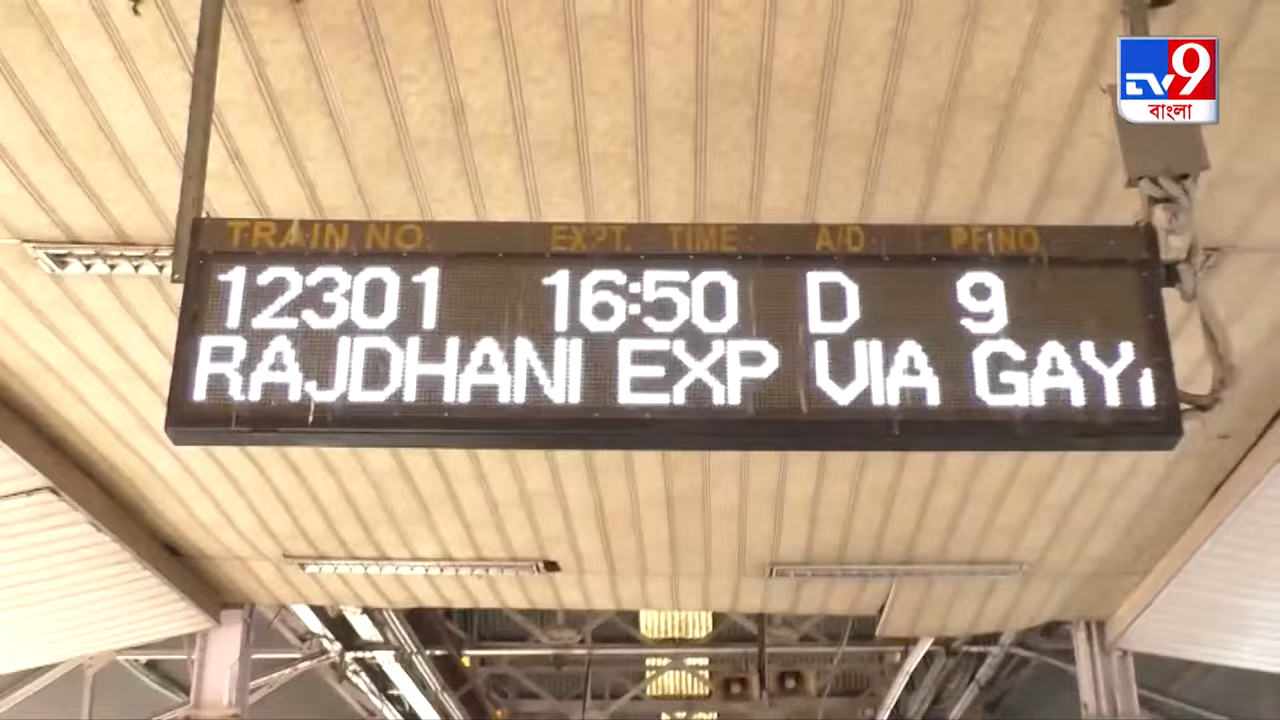 TV9
বাংলা
TRAIN NO. EXPT. TIME A/D PF NO.
12301 16:50 D 9
RAJDHANI EXP VIA GAY